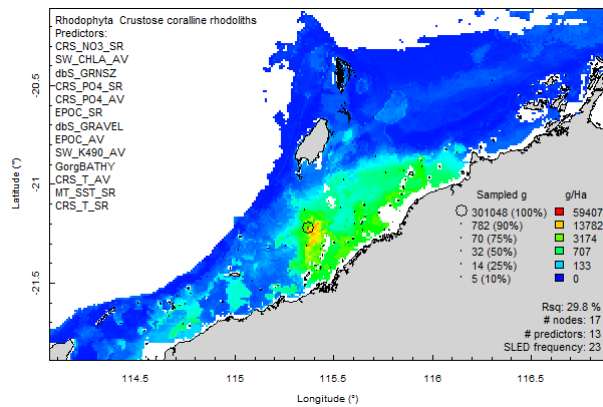 Rhodophyta Crustose coralline rhodoliths
Predictors:
CRS_NO3_SR
SW_CHLA_AV
dbS_GRNSZ
CRS_PO4_SR
CRS_PO4_AV
EPOC_SR
dbS_GRAVEL
EPOC_AV
SW_K490_AV
GorgBATHY
CRS_T_AV
MT_SST_SR
CRS_T_SR
-20.5
-21
-21.5
Latitude (°)
Sampled g g/Ha
301048 (100%) 59407
782 (90%) 13782
70 (75%) 3174
32 (50%) 707
14 (25%) 133
5 (10%) 0
Rsq: 29.8 %
# nodes: 17
# predictors: 13
SLED frequency: 23
114.5 115 115.5 116 116.5
Longitude (°)